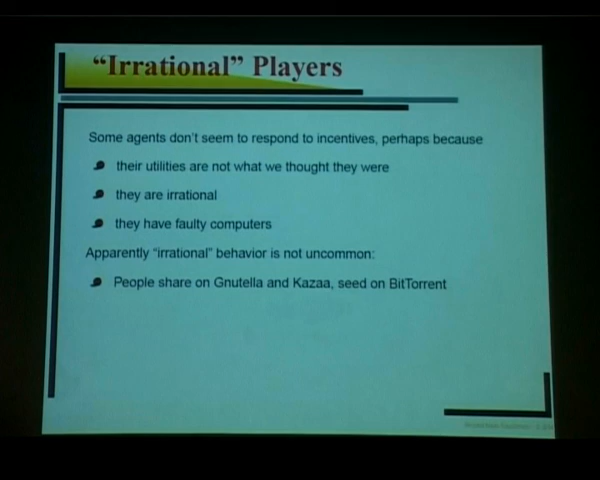 “Irrational” Players
Some agents don’t seem to respond to incentives, perhaps because
their utilities are not what we thought they were
they are irrational
they have faulty computers
Apparently “irrational” behavior is not uncommon:
People share on Gnutella and Kazaa, seed on BitTorrent